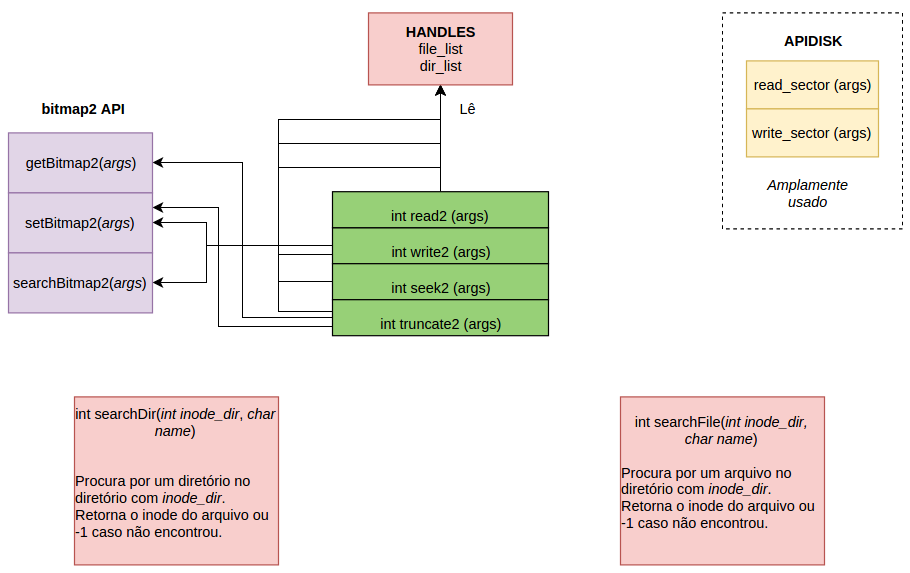 HANDLES
file_list
dir_list
Lê
APIDISK
read_sector (args)
write_sector (args)
Amplamente
usado
bitmap2 API
getBitmap2(args)
setBitmap2(args)
searchBitmap2(args)
int read2 (args)
int write2 (args)
int seek2 (args)
int truncate2 (args)
int searchDir(int inode_dir, char
name)
Procura por um diretório no
diretório com inode_dir.
Retorna o inode do arquivo ou
-1 caso não encontrou.
int searchFile(int inode_dir,
char name)
Procura por um arquivo no
diretório com inode_dir.
Retorna o inode do arquivo ou
-1 caso não encontrou.